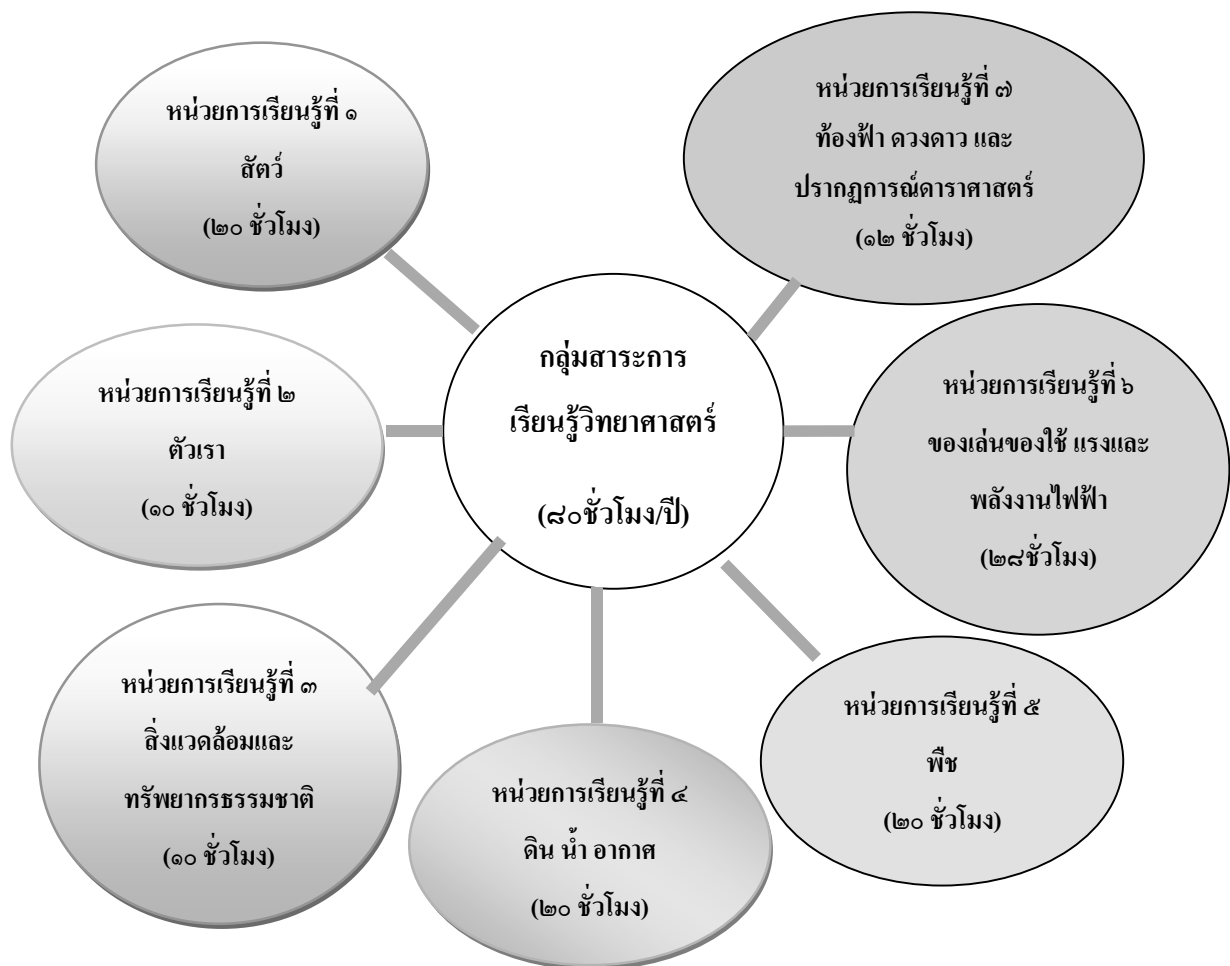 กลุ่มสาระการ
เรียนรู้วิทยาศาสตร์
(๘๐ชั่วโมง/ปี)
หน่วยการเรียนรู้ที่ ๑
สัตว์
(๒๐ ชั่วโมง)
หน่วยการเรียนรู้ที่ ๒
ตัวเรา
(๑๐ ชั่วโมง)
หน่วยการเรียนรู้ที่ ๓
สิ่งแวดล้อมและ
ทรัพยากรธรรมชาติ
(๑๐ ชั่วโมง)
หน่วยการเรียนรู้ที่ ๔
ดิน น้ำ อากาศ
(๒๐ ชั่วโมง)
หน่วยการเรียนรู้ที่ ๕
พืช
(๒๐ ชั่วโมง)
หน่วยการเรียนรู้ที่ ๖
ของเล่นของใช้ แรงและ
พลังงานไฟฟ้า
(๒๘ชั่วโมง)
หน่วยการเรียนรู้ที่ ๗
ท้องฟ้า ดวงดาว และ
ปรากฏการณ์ดาราศาสตร์
(๑๒ ชั่วโมง)